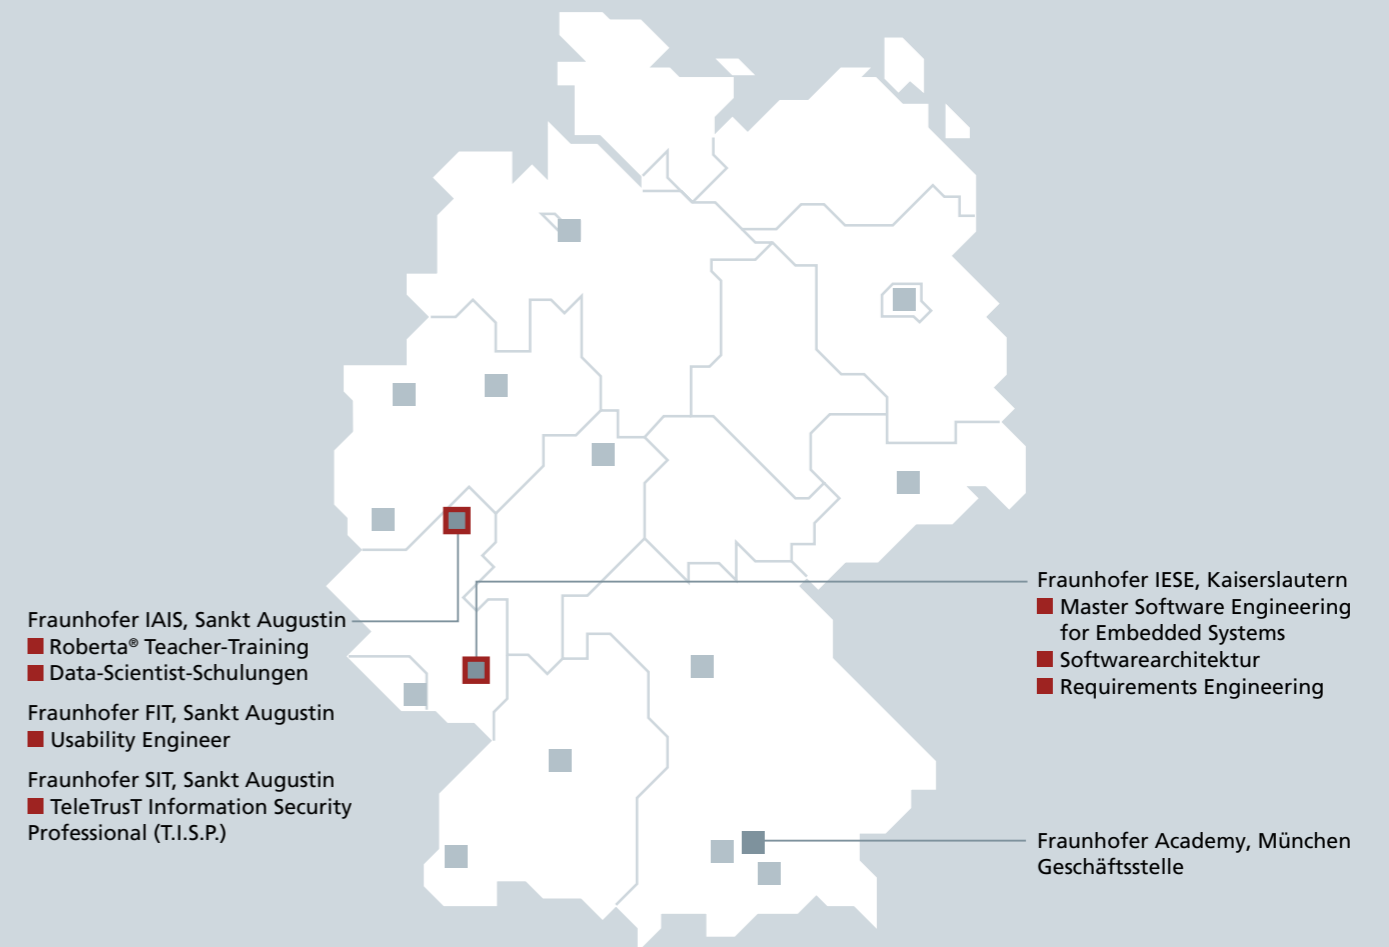 Fraunhofer IAIS, Sankt Augustin
Roberta® Teacher-Training
Data-Scientist-Schulungen
Fraunhofer FIT, Sankt Augustin
Usability Engineer
Fraunhofer SIT, Sankt Augustin
TeleTrusT Information Security
Professional (T.I.S.P.)
Fraunhofer IESE, Kaiserslautern
Master Software Engineering
for Embedded Systems
Softwarearchitektur
Requirements Engineering
Fraunhofer Academy, München
Geschäftsstelle